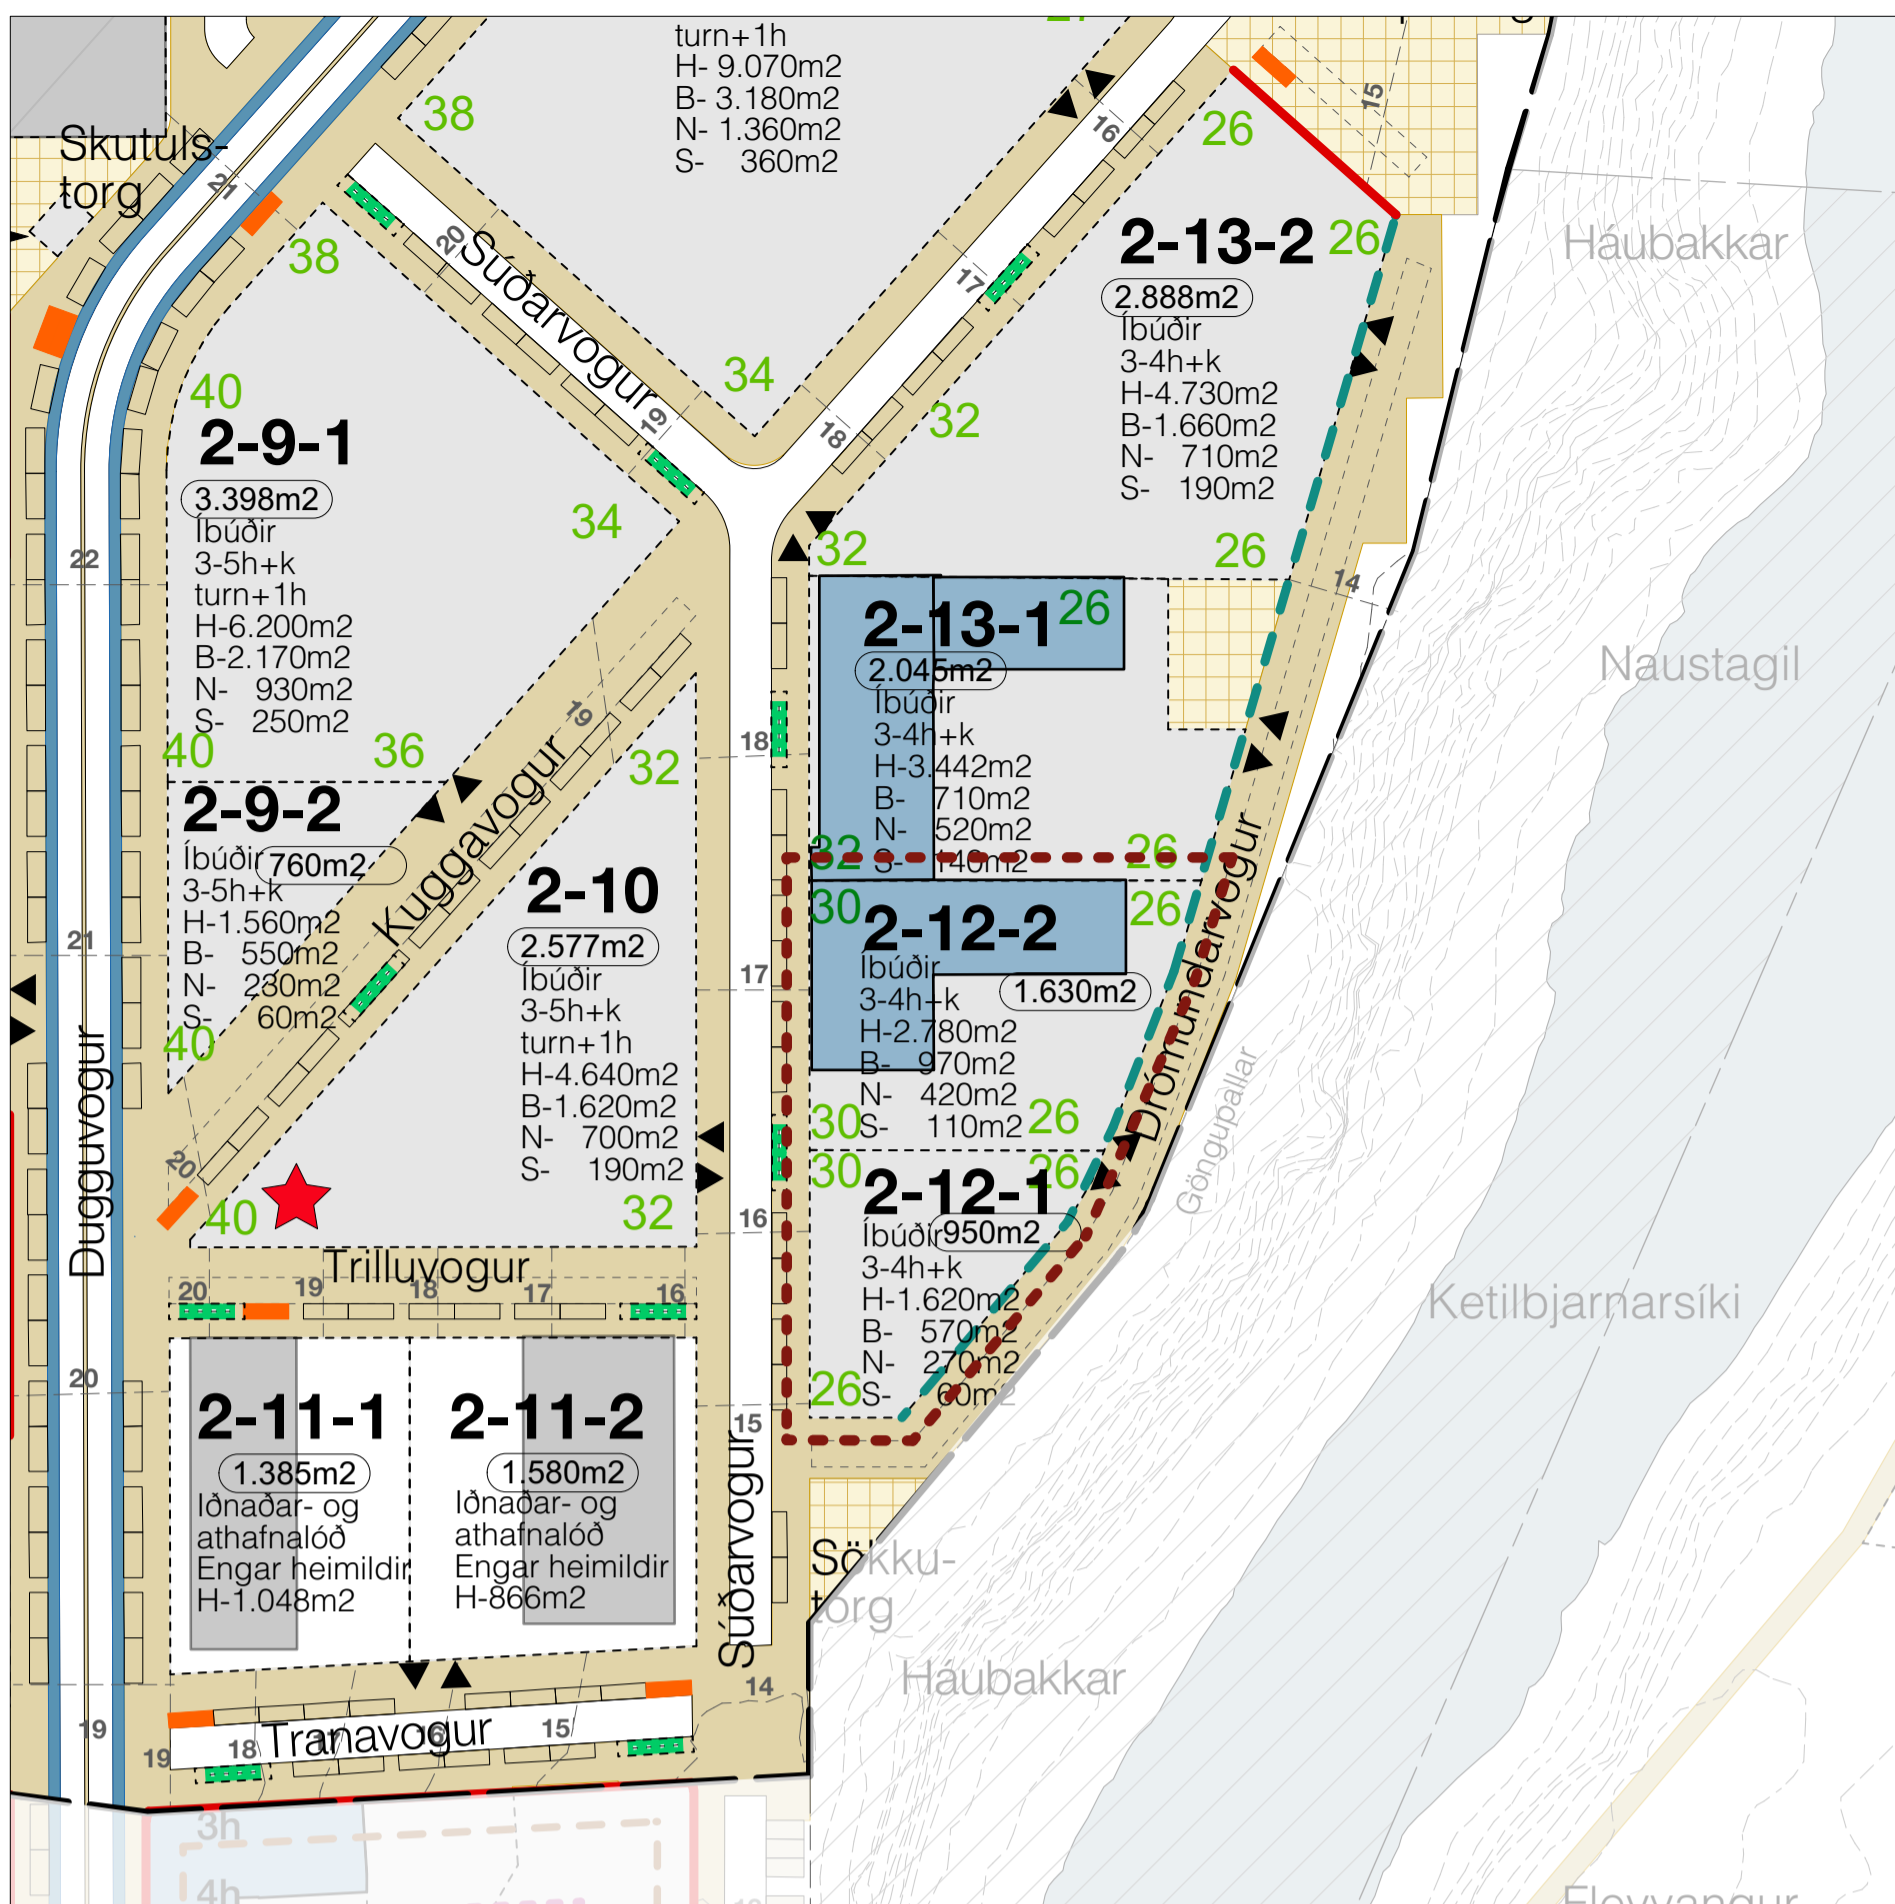 turn+1h
H- 9.070m2
B- 3.180m2
N- 1.360m2
S- 360m2
38
Skutuls-
torg
21
38
20
Súðarvogur
19
34
34
16
17
18
32
26
15
2-13-2
26
2.888m2
Íbúðir
3-4h+k
H-4.730m2
B-1.660m2
N- 710m2
S- 190m2
26
14
Háubakkar
Naustagil
40
2-9-1
3.398m2
Íbúðir
3-5h+k
turn+1h
H-6.200m2
B-2.170m2
N- 930m2
S- 250m2
40
36
22
2-9-2
760m2
Íbúðir
3-5h+k
H-1.560m2
B- 550m2
N- 230m2
S- 60m2
40
21
Dugguvogur
Kuggavogur
19
20
32
2-10
2.577m2
Íbúðir
3-5h+k
turn+1h
H-4.640m2
B-1.620m2
N- 700m2
S- 190m2
40
32
32
2-13-1
26
2.045m2
Íbúðir
3-4h+k
H-3.442m2
B- 710m2
N- 520m2
S- 140m2
32
26
18
30
2-12-2
26
Íbúðir
1.630m2
3-4h+k
H-2.780m2
B- 970m2
N- 420m2
S- 110m2
30
26
17
30
2-12-1
26
Íbúðir
950m2
3-4h+k
H-1.620m2
B- 570m2
N- 270m2
S- 60m2
26
16
15
Drómundarvogur
Göngupallar
Ketilbjarnarsíki
Trilluvogur
20
19
18
17
16
20
2-11-1
1.385m2
Iðnaðar- og
athafnalóð
Engar heimildir
H-1.048m2
2-11-2
1.580m2
Iðnaðar- og
athafnalóð
Engar heimildir
H-866m2
Súðarvogur
Sökku-
torg
Háubakkar
14
19
19
18
17
16
15
Tranavogur
3h
4h